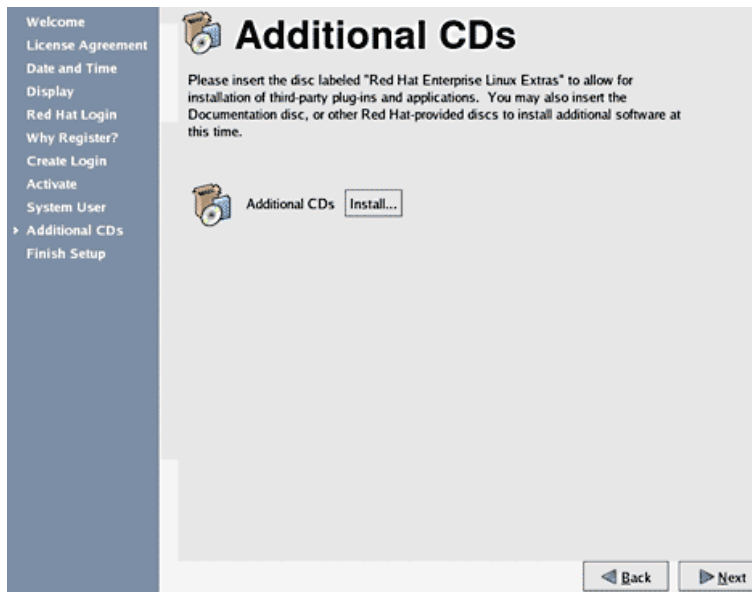 Welcome
License Agreement
Date and Time
Display
Red Hat Login
Why Register?
Create Login
Activate
System User
Additional CDs
Finish Setup
Additional CDs
Please insert the disc labeled "Red Hat Enterprise Linux Extras" to allow for
installation of third-party plug-ins and applications. You may also insert the
Documentation disc, or other Red Hat-provided discs to install additional software at
this time.
Additional CDs Install...
Back Next